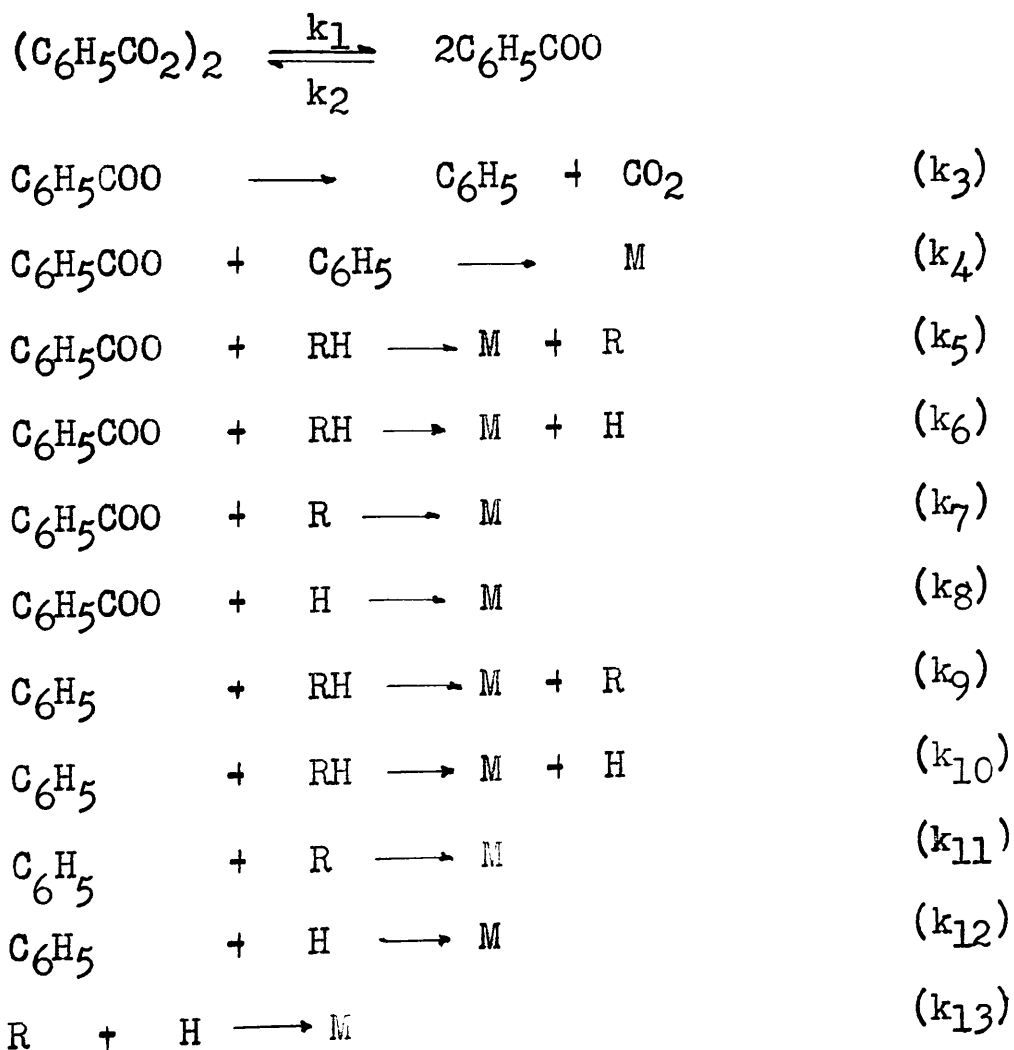 (C₆H₅CO₂)₂ ⇌ 2C₆H₅COO k₁ k₂
C₆H₅COO → C₆H₅ + CO₂ (k₃)
C₆H₅COO + C₆H₅ → M (k₄)
C₆H₅COO + RH → M + R (k₅)
C₆H₅COO + RH → M + H (k₆)
C₆H₅COO + R → M (k₇)
C₆H₅COO + H → M (k₈)
C₆H₅ + RH → M + R (k₉)
C₆H₅ + RH → M + H (k₁₀)
C₆H₅ + R → M (k₁₁)
C₆H₅ + H → M (k₁₂)
R + H → M (k₁₃)